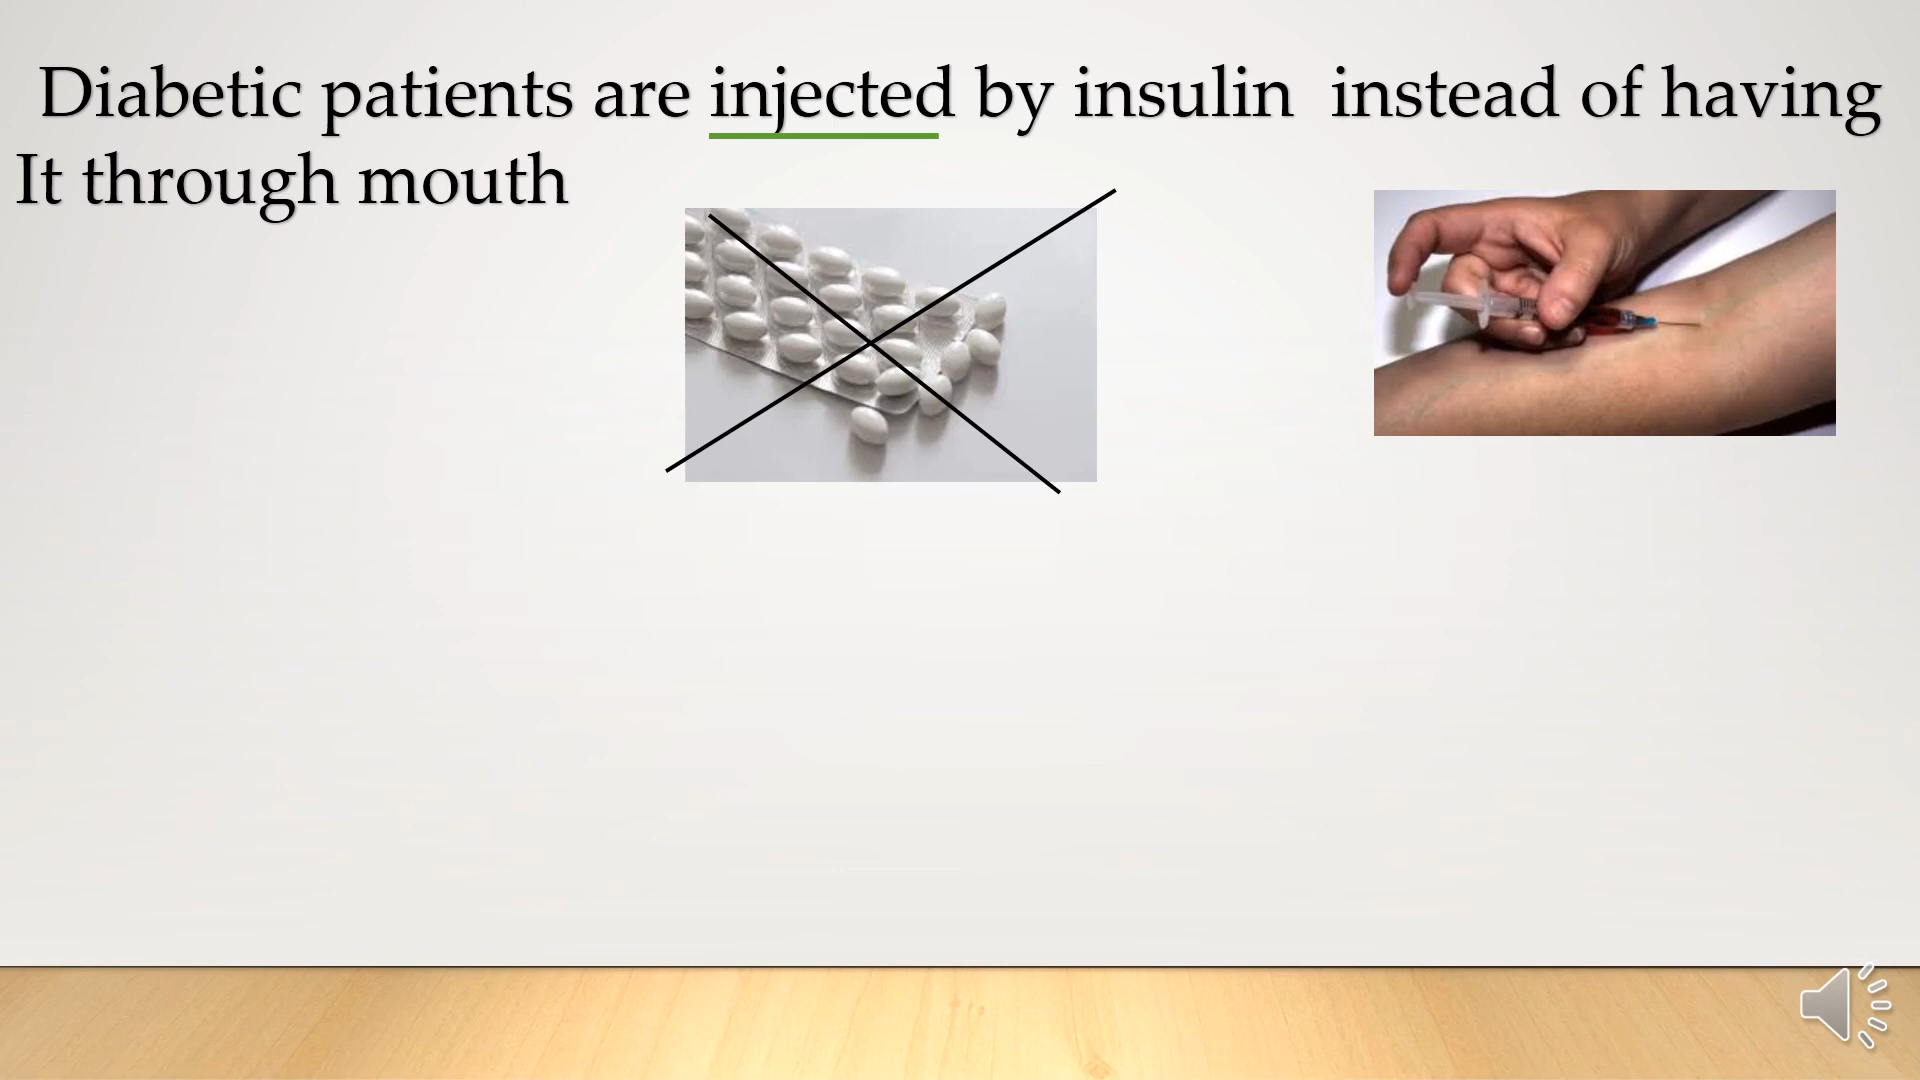 Diabetic patients are injected by insulin  instead of having
It through mouth